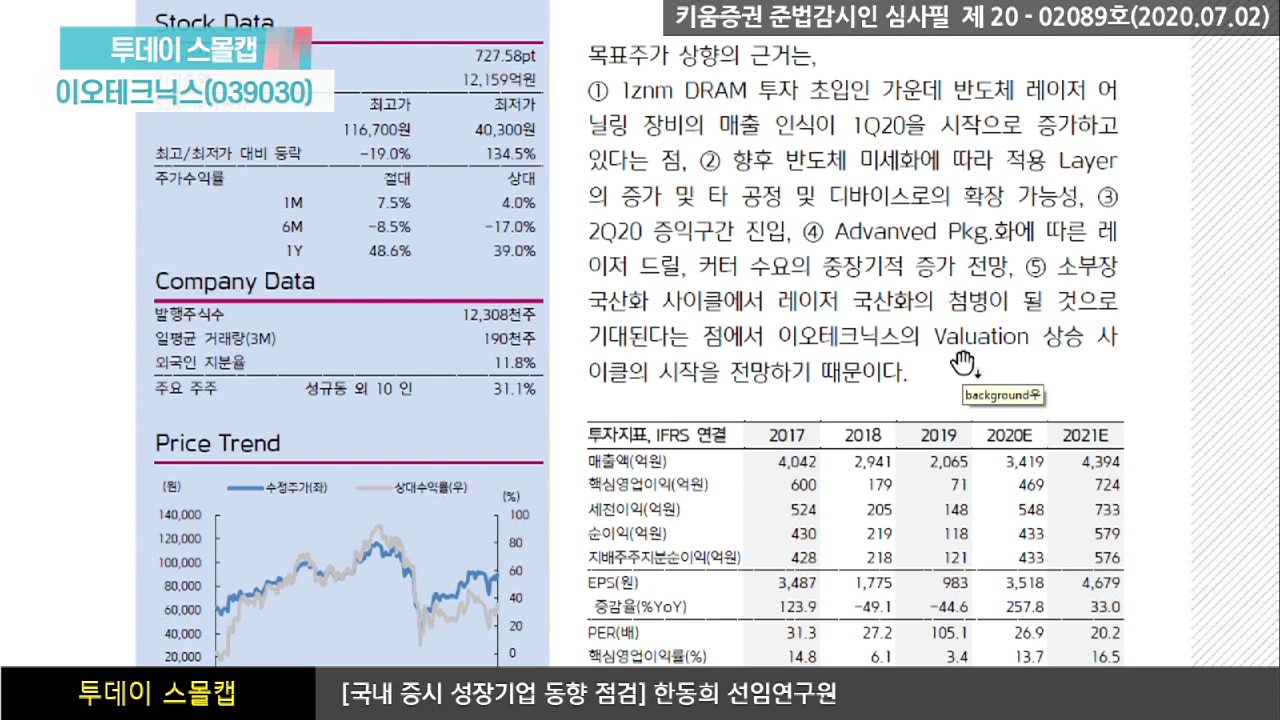 키움증권 준법감시인 심사필 제 20 - 02089호(2020.07.02)
Stock Data
투데이 스몰캡
이오테크닉스(039030)
727.58pt
12,159억원
최고가 최저가
116,700원 40,300원
최고/최저가 대비 등락 -19.0% 134.5%
주가수익률 절대 상대
1M 7.5% 4.0%
6M -8.5% -17.0%
1Y 48.6% 39.0%
Company Data
발행주식수 12,308천주
일평균 거래량(3M) 190천주
외국인 지분율 11.8%
주요 주주 성규동 외 10 인 31.1%
Price Trend
(원) 수정주가(좌) 상대수익률(우) (%)
140,000 100
120,000 80
100,000 60
80,000 40
60,000 20
40,000 0
20,000
목표주가 상향의 근거는,
① 1znm DRAM 투자 초입인 가운데 반도체 레이저 어
닐링 장비의 매출 인식이 1Q20을 시작으로 증가하고
있다는 점, ② 향후 반도체 미세화에 따라 적용 Layer
의 증가 및 타 공정 및 디바이스로의 확장 가능성, ③
2Q20 증익구간 진입, ④ Advanved Pkg.화에 따른 레
이저 드릴, 커터 수요의 중장기적 증가 전망, ⑤ 소부장
국산화 사이클에서 레이저 국산화의 첨병이 될 것으로
기대된다는 점에서 이오테크닉스의 Valuation 상승 사
이클의 시작을 전망하기 때문이다.
background우
투자지표, IFRS 연결 2017 2018 2019 2020E 2021E
매출액(억원) 4,042 2,941 2,065 3,419 4,394
핵심영업이익(억원) 600 179 71 469 724
세전이익(억원) 524 205 148 548 733
순이익(억원) 430 219 118 433 579
지배주주지분순이익(억원) 428 218 121 433 576
EPS(원) 3,487 1,775 983 3,518 4,679
증감율(%YoY) 123.9 -49.1 -44.6 257.8 33.0
PER(배) 31.3 27.2 105.1 26.9 20.2
핵심영업이익률(%) 14.8 6.1 3.4 13.7 16.5
투데이 스몰캡
[국내 증시 성장기업 동향 점검] 한동희 선임연구원